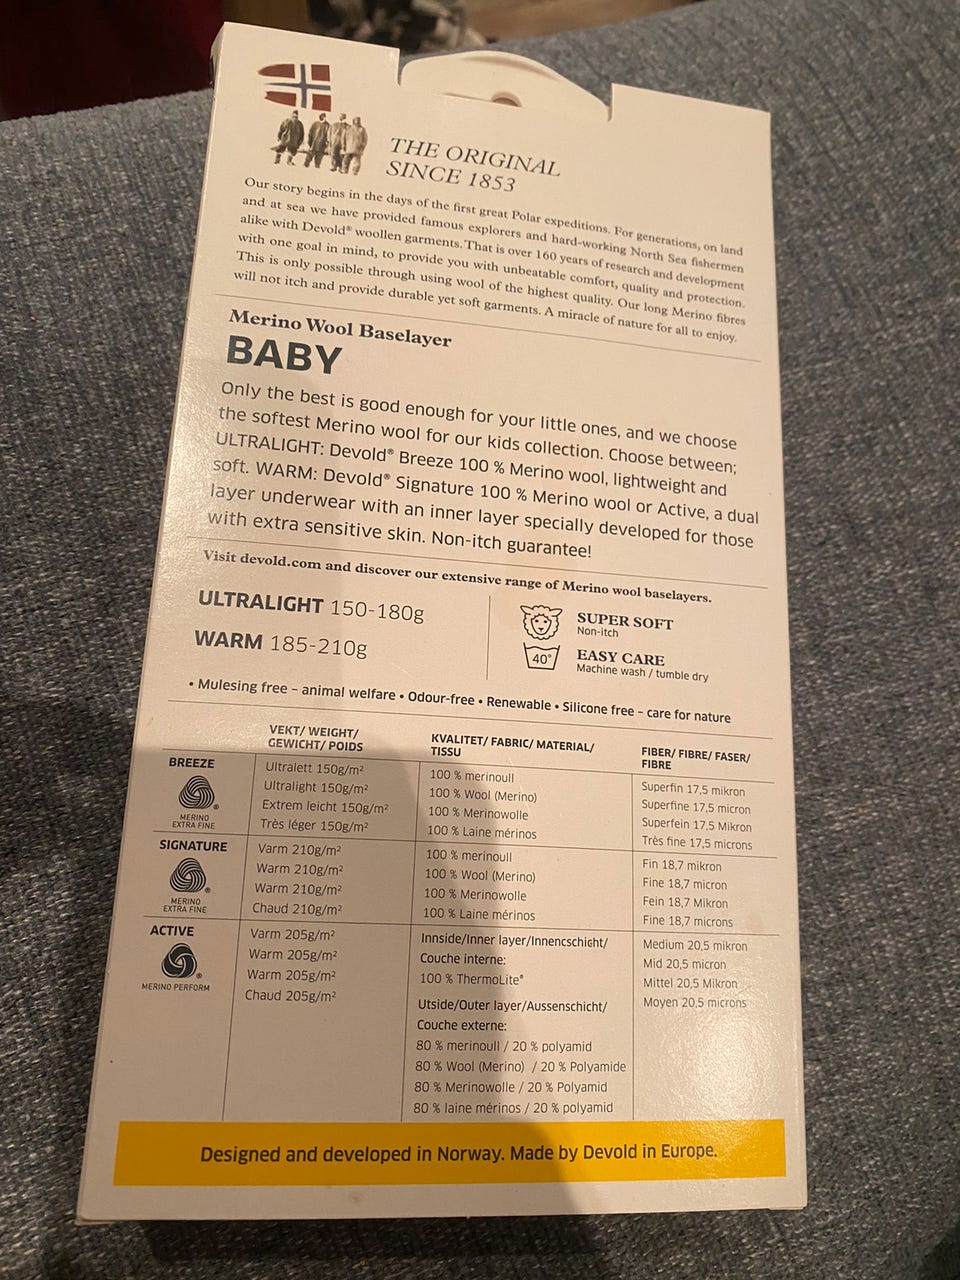 THE ORIGINAL
SINCE 1853
Our story begins in the days of the first great Polar expeditions. For generations, on land
and at sea we have provided famous explorers and hard-working North Sea fishermen
alike with Devold® woollen garments. That is over 160 years of research and development
with one goal in mind, to provide you with unbeatable comfort, quality and protection.
This is only possible through using wool of the highest quality. Our long Merino fibres
will not itch and provide durable yet soft garments. A miracle of nature for all to enjoy.
Merino Wool Baselayer
BABY
Only the best is good enough for your little ones, and we choose
the softest Merino wool for our kids collection. Choose between;
ULTRALIGHT: Devold® Breeze 100 % Merino wool, lightweight and
soft. WARM: Devold® Signature 100 % Merino wool or Active, a dual
layer underwear with an inner layer specially developed for those
with extra sensitive skin. Non-itch guarantee!
Visit devold.com and discover our extensive range of Merino wool baselayers.
ULTRALIGHT 150-180g
WARM 185-210g
SUPER SOFT
Non-itch
40°
EASY CARE
Machine wash / tumble dry
• Mulesing free – animal welfare • Odour-free • Renewable • Silicone free – care for nature
VEKT/ WEIGHT/
GEWICHT/ POIDS
KVALITET/ FABRIC/ MATERIAL/
TISSU
FIBER/ FIBRE/ FASER/
FIBRE
BREEZE
®
MERINO
EXTRA FINE
Ultralett 150g/m²
Ultralight 150g/m²
Extrem leicht 150g/m²
Très léger 150g/m²
100 % merinoull
100 % Wool (Merino)
100 % Merinowolle
100 % Laine mérinos
Superfin 17,5 mikron
Superfine 17,5 micron
Superfein 17,5 Mikron
Très fine 17,5 microns
SIGNATURE
®
MERINO
EXTRA FINE
Varm 210g/m²
Warm 210g/m²
Warm 210g/m²
Chaud 210g/m²
100 % merinoull
100 % Wool (Merino)
100 % Merinowolle
100 % Laine mérinos
Fin 18,7 mikron
Fine 18,7 micron
Fein 18,7 Mikron
Fine 18,7 microns
ACTIVE
®
MERINO PERFORM
Varm 205g/m²
Warm 205g/m²
Warm 205g/m²
Chaud 205g/m²
Innside/Inner layer/Innencschicht/
Couche interne:
100 % ThermoLite®
Utside/Outer layer/Aussenschicht/
Couche externe:
80 % merinoull / 20 % polyamid
80 % Wool (Merino) / 20 % Polyamide
80 % Merinowolle / 20 % Polyamid
80 % laine mérinos / 20 % polyamid
Medium 20,5 mikron
Mid 20,5 micron
Mittel 20,5 Mikron
Moyen 20,5 microns
Designed and developed in Norway. Made by Devold in Europe.